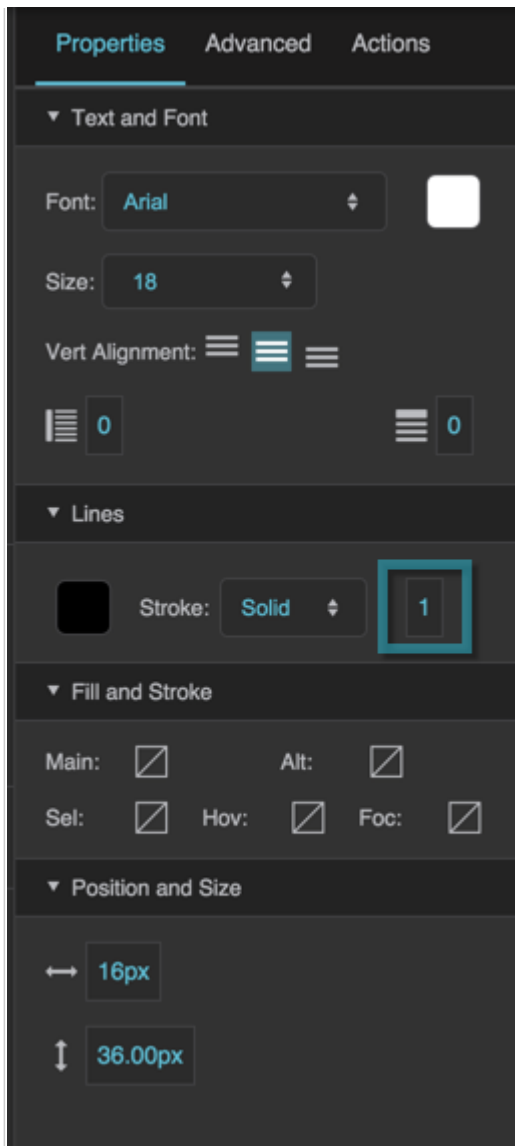 Properties Advanced Actions
Text and Font
Font: Arial
Size: 18
Vert Alignment:
0 0
Lines
Stroke: Solid 1
Fill and Stroke
Main: Alt:
Sel: Hov: Foc:
Position and Size
16px
36.00px